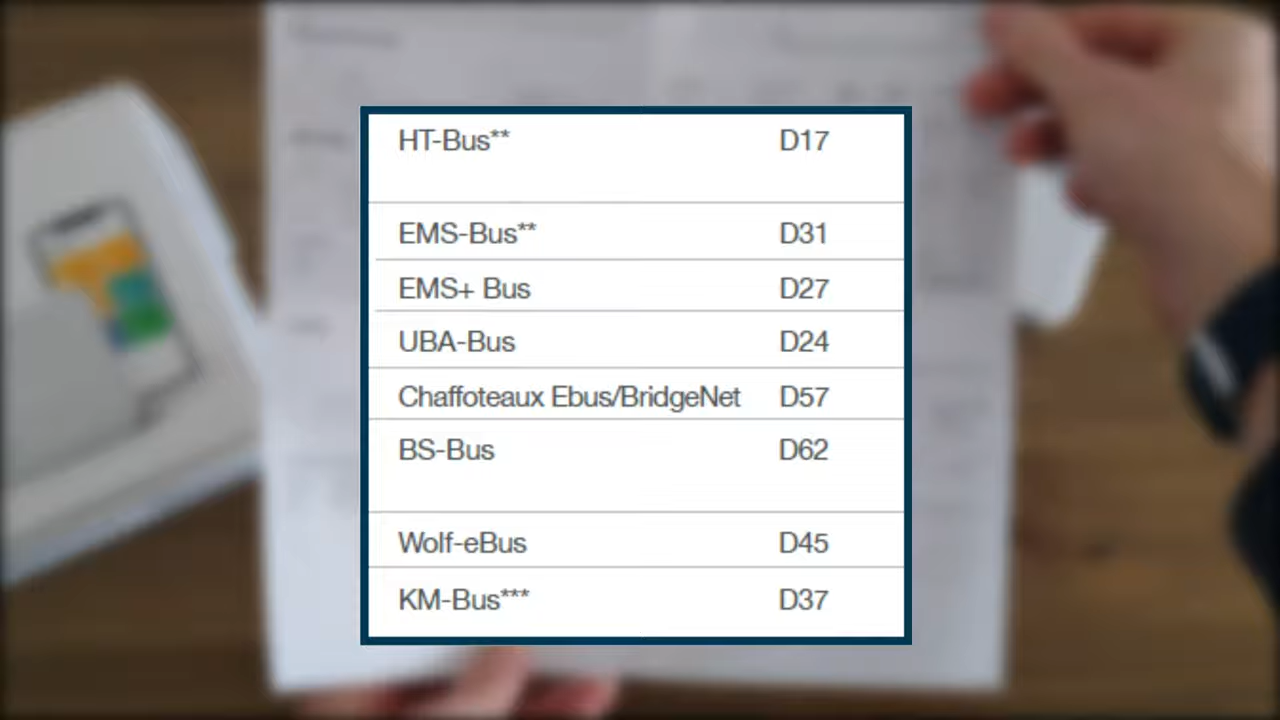 HT-Bus** D17
EMS-Bus** D31
EMS+ Bus D27
UBA-Bus D24
Chaffoteaux Ebus/BridgeNet D57
BS-Bus D62
Wolf-eBus D45
KM-Bus*** D37